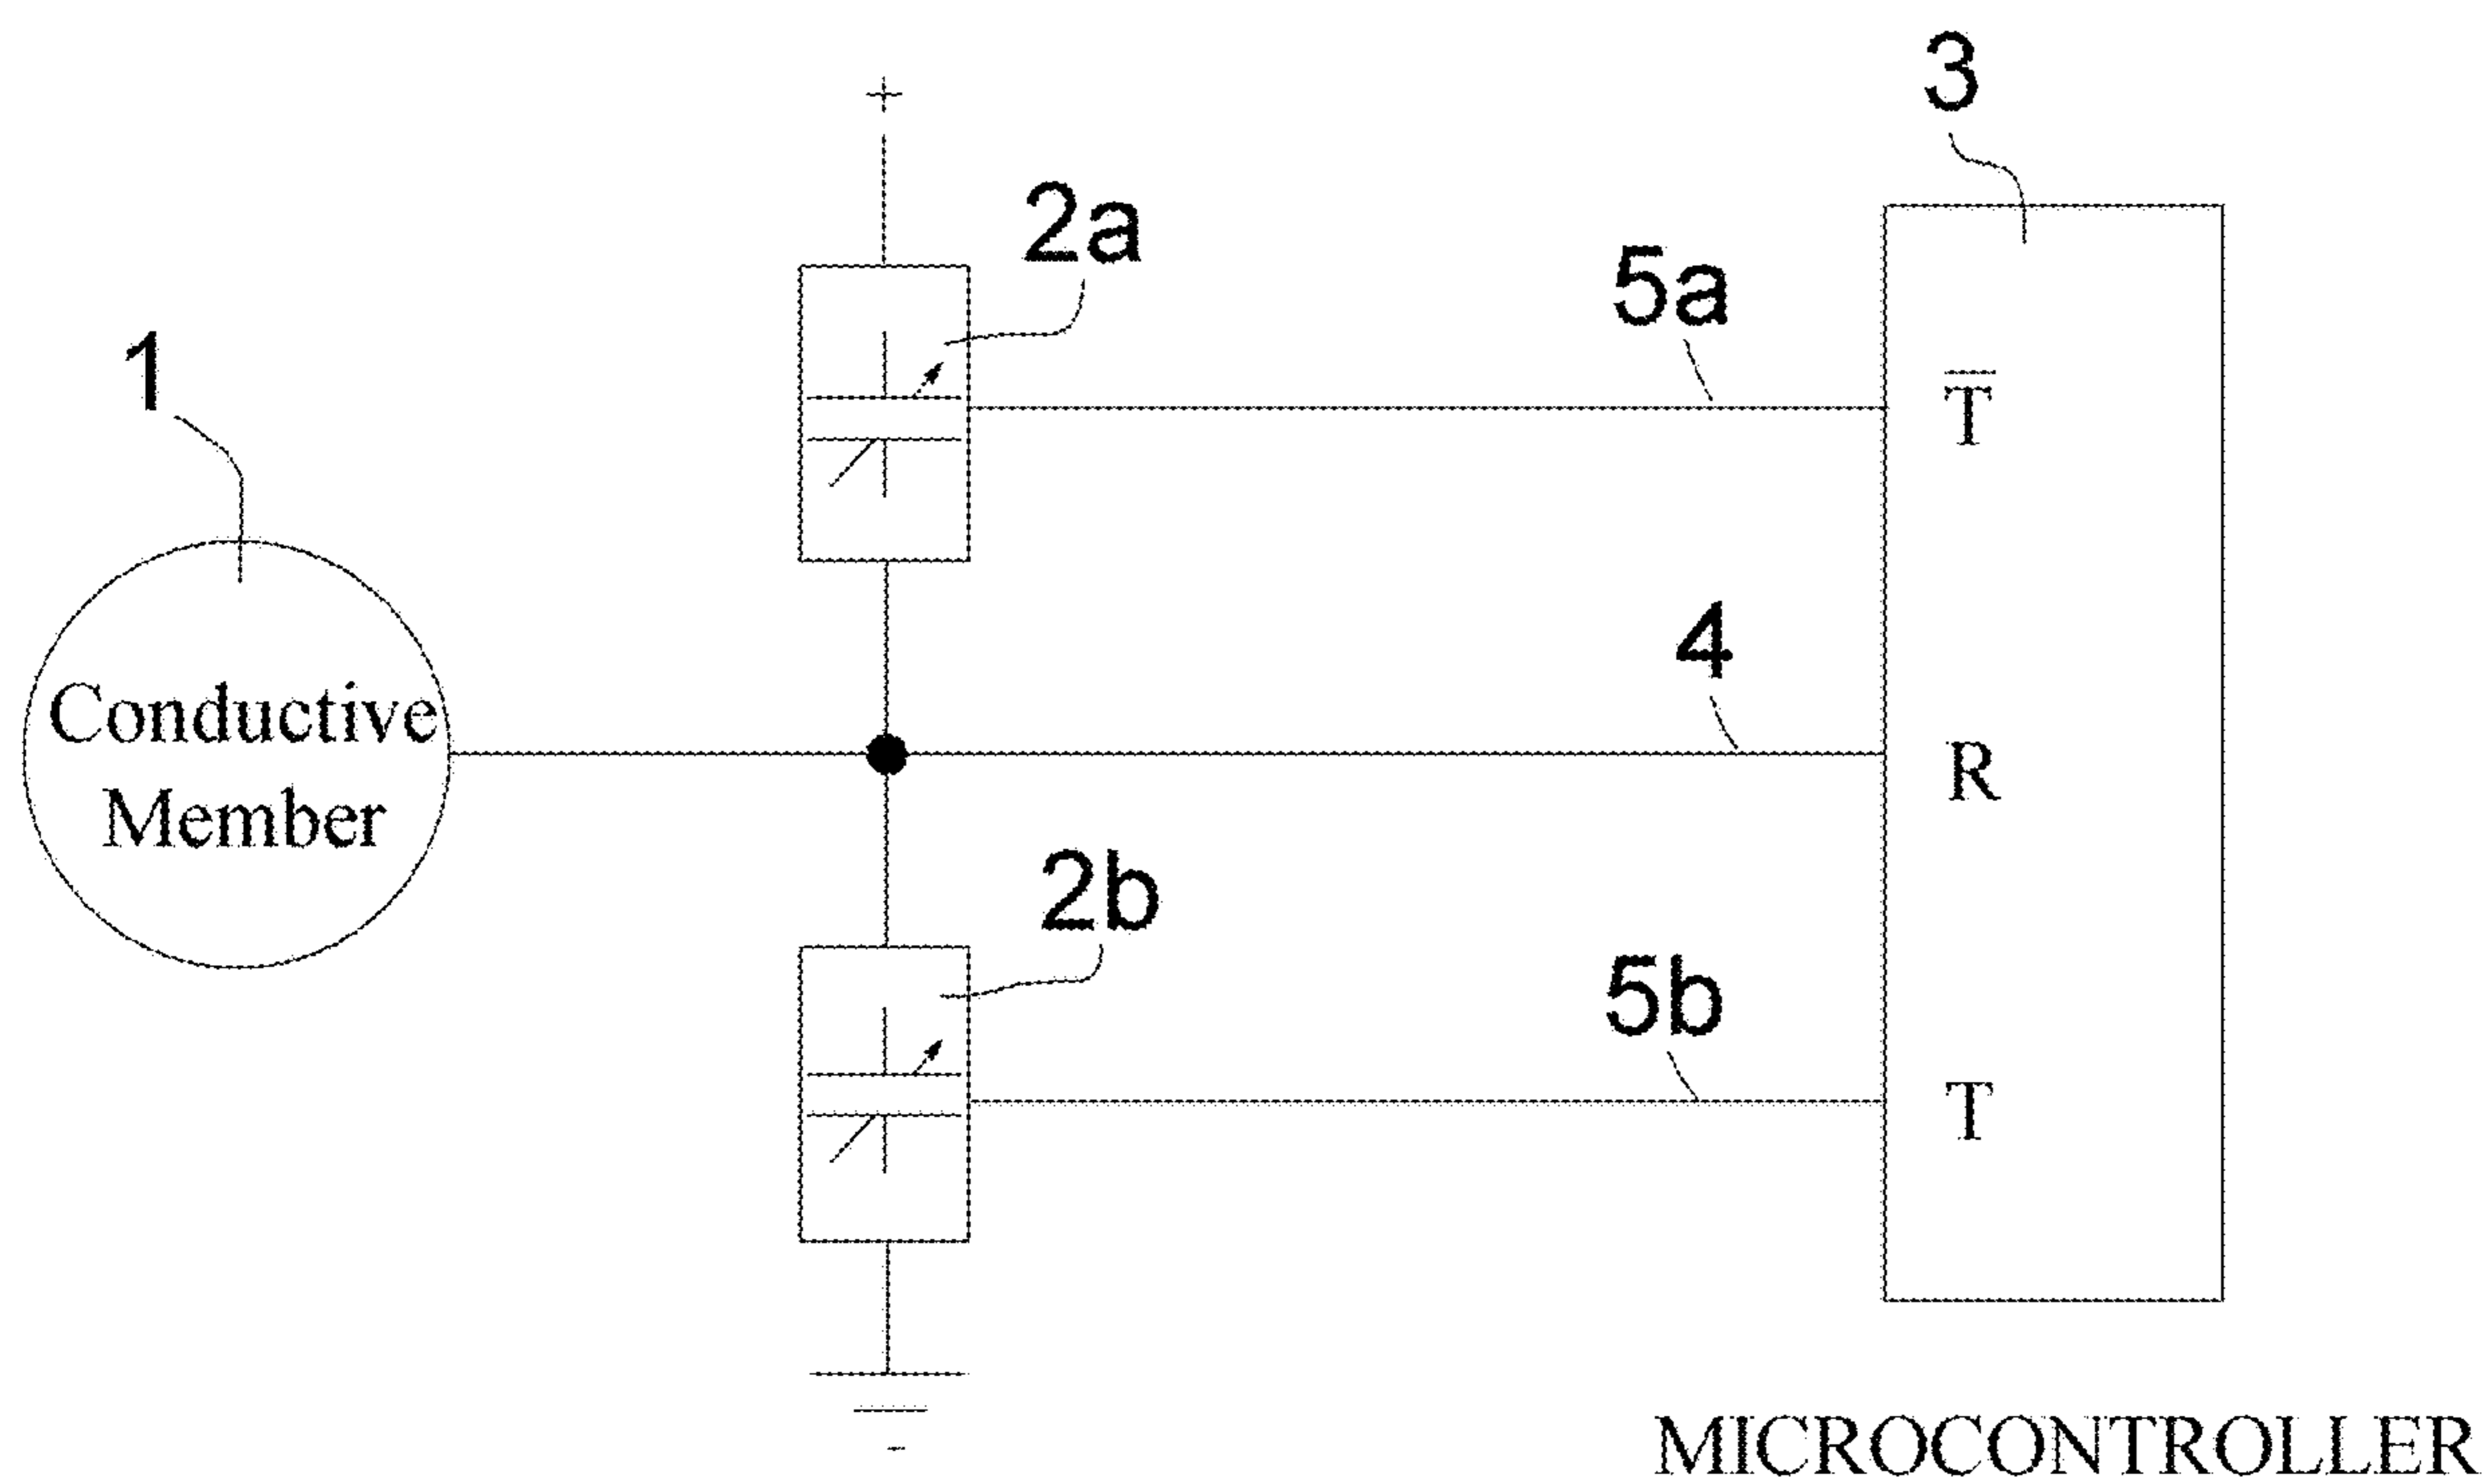 3
2a
5a
1
T̅
4
Conductive
Member
R
2b
5b
T
MICROCONTROLLER